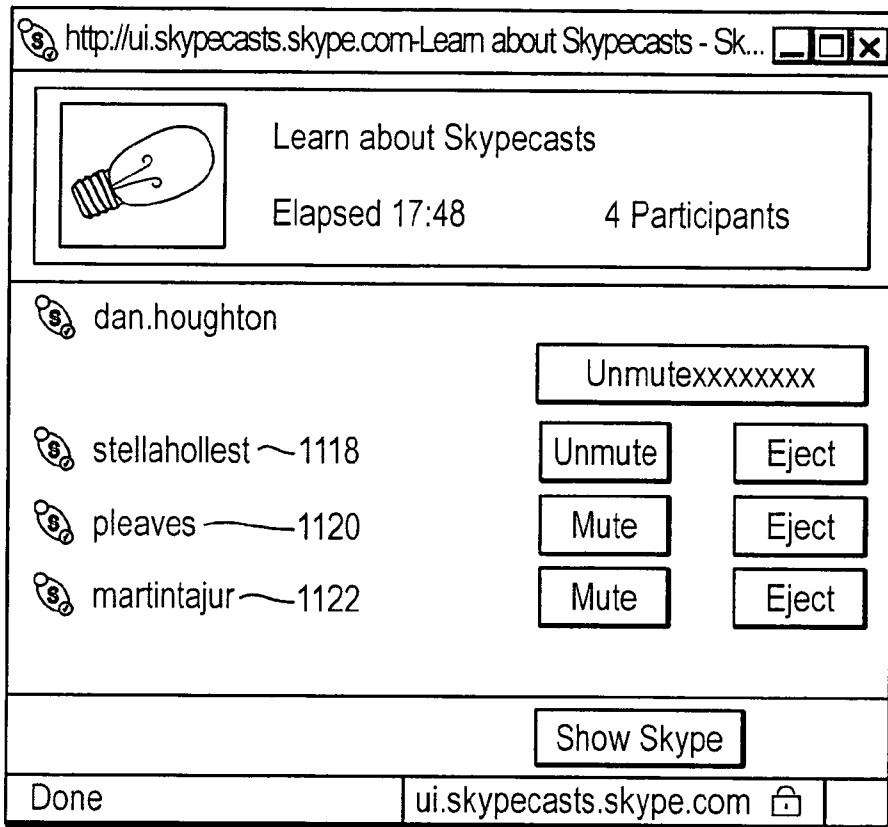 http://ui.skypecasts.skype.com-Learn about Skypecasts - Sk...
Learn about Skypecasts
Elapsed 17:48 4 Participants
dan.houghton
Unmutexxxxxxxx
stellahollest 1118 Unmute Eject
pleaves 1120 Mute Eject
martintajur 1122 Mute Eject
Show Skype
Done ui.skypecasts.skype.com